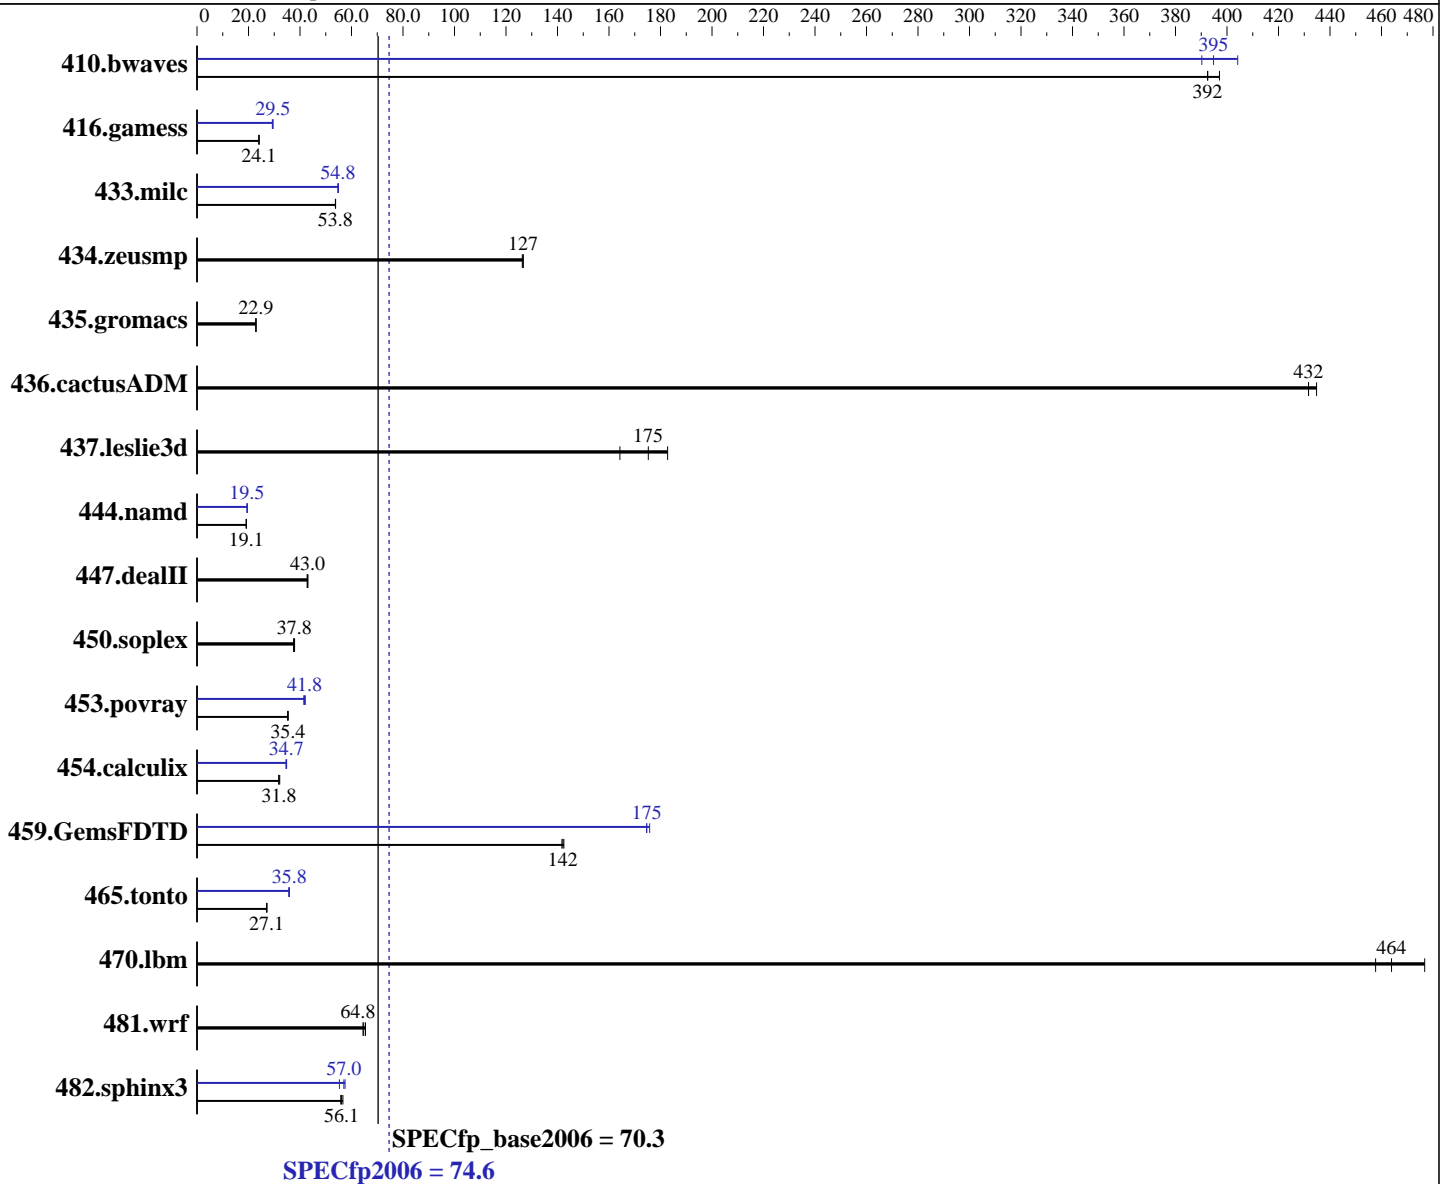 0 20.0 40.0 60.0 80.0 100 120 140 160 180 200 220 240 260 280 300 320 340 360 380 400 420 440 460 480
395
410.bwaves
392
29.5
416.gamess
24.1
54.8
433.milc
53.8
127
434.zeusmp
22.9
435.gromacs
432
436.cactusADM
175
437.leslie3d
19.5
444.namd
19.1
43.0
447.dealII
37.8
450.soplex
41.8
453.povray
35.4
34.7
454.calculix
31.8
175
459.GemsFDTD
142
35.8
465.tonto
27.1
464
470.lbm
64.8
481.wrf
57.0
482.sphinx3
56.1
SPECfp_base2006 = 70.3
SPECfp2006 = 74.6